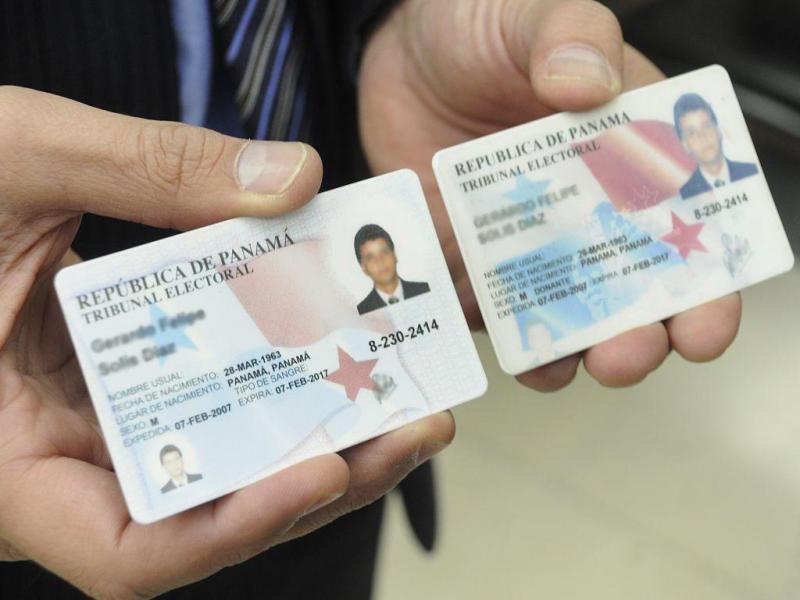 REPÚBLICA DE PANAMÁ
TRIBUNAL ELECTORAL
Gerardo Felipe
Solis Díaz
8-230-2414
NOMBRE USUAL:
FECHA DE NACIMIENTO: 28-MAR-1963
LUGAR DE NACIMIENTO: PANAMÁ, PANAMÁ
SEXO: M TIPO DE SANGRE:
EXPEDIDA: 07-FEB-2007 EXPIRA: 07-FEB-2017
REPUBLICA DE PANAMA
TRIBUNAL ELECTORAL
GERARDO FELIPE
SOLIS DIAZ
8-230-2414
NOMBRE USUAL:
FECHA DE NACIMIENTO: 28-MAR-1963
LUGAR DE NACIMIENTO: PANAMA, PANAMA
SEXO: M DONANTE
EXPEDIDA: 07-FEB-2007 EXPIRA: 07-FEB-2017